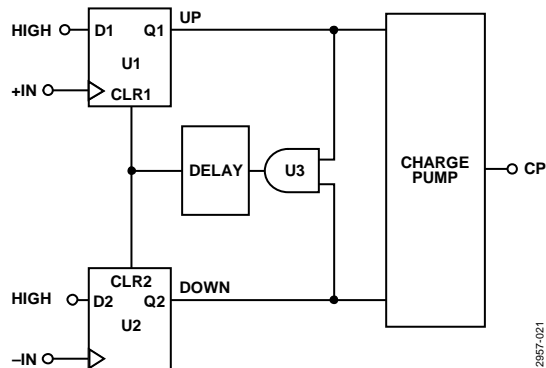 UP
HIGH D1 Q1
U1
+IN
CLR1
DELAY U3
CHARGE
PUMP
CP
CLR2
DOWN
HIGH D2 Q2
U2
–IN
2957-021